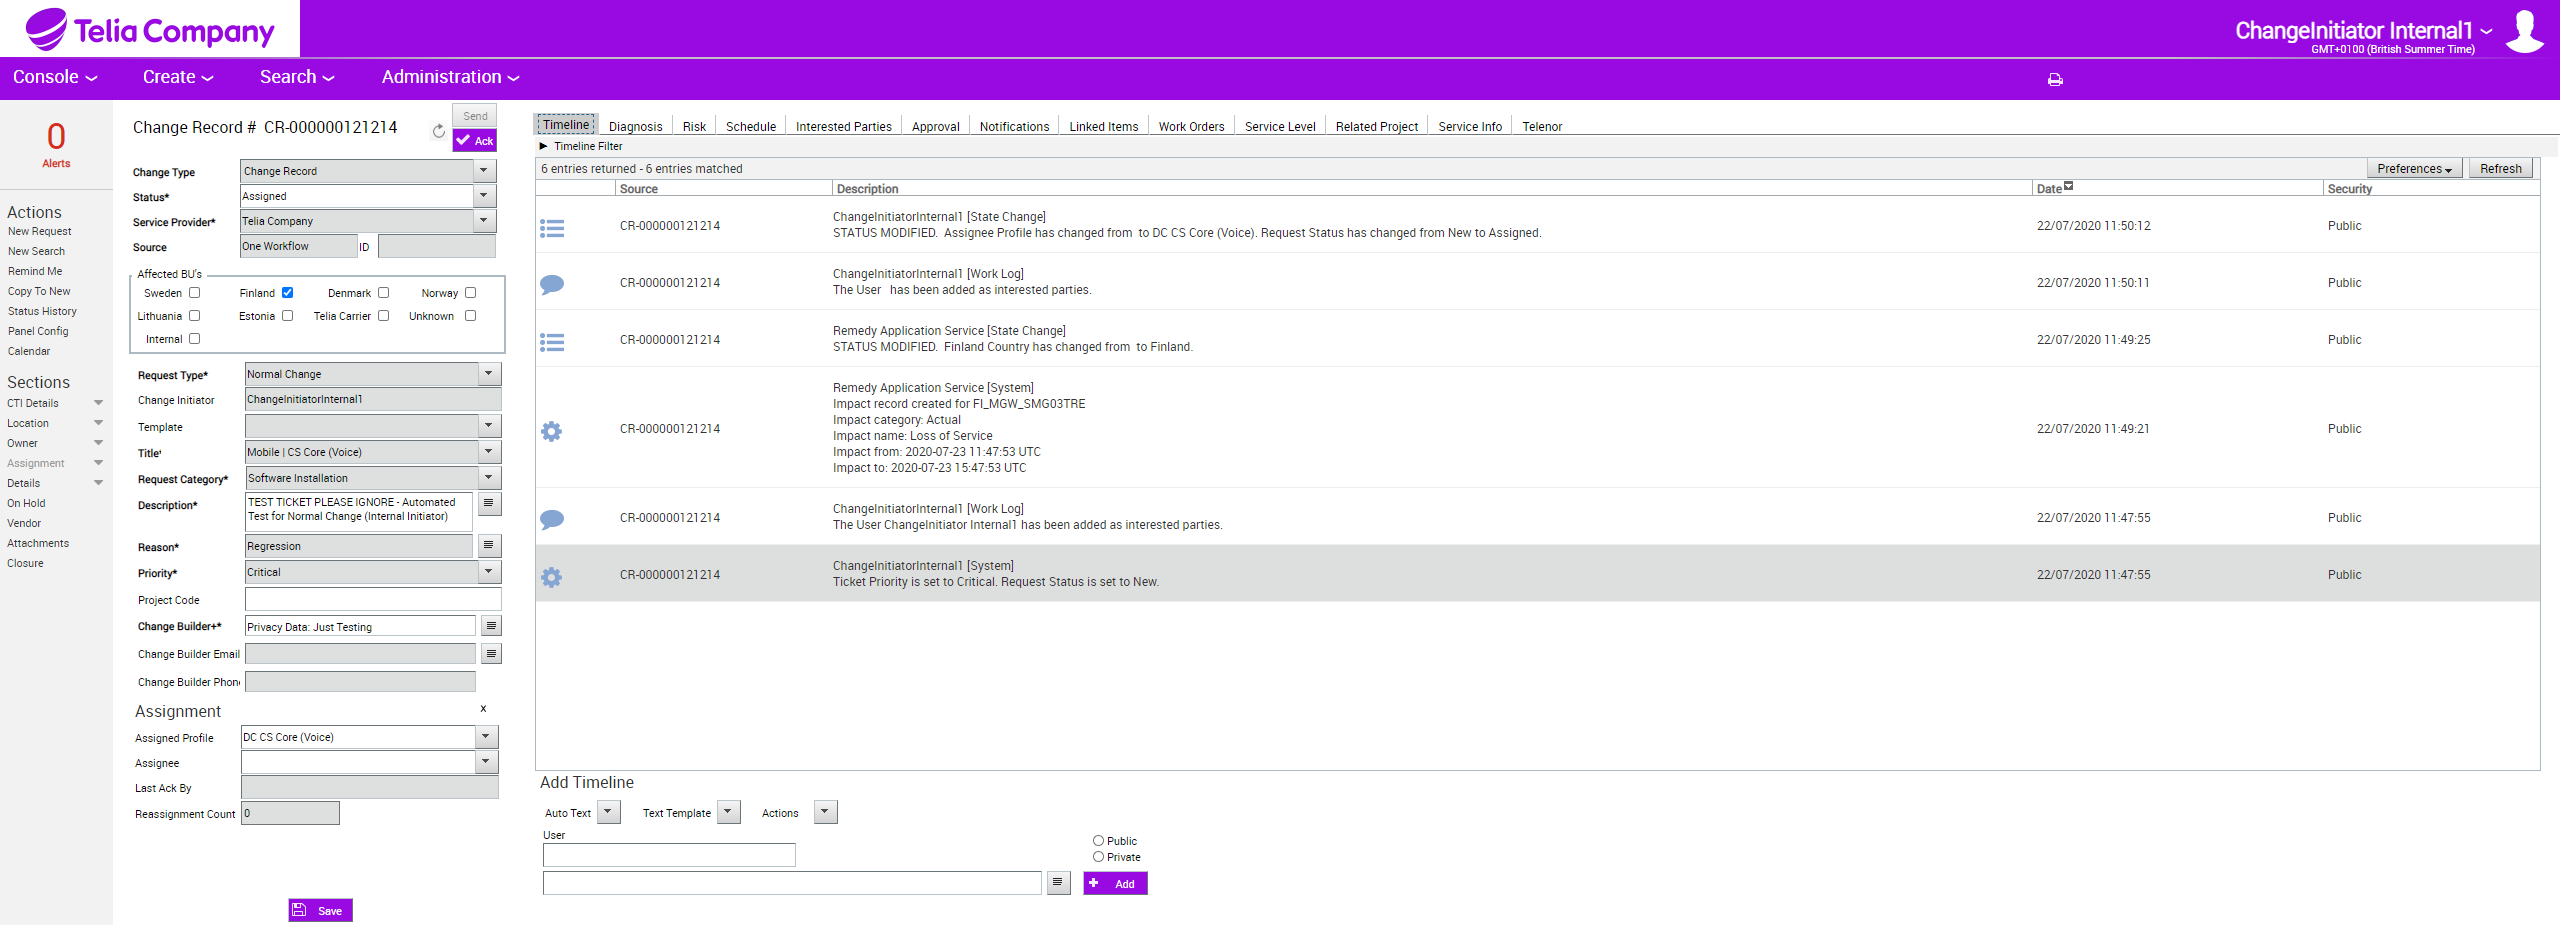 Telia Company
ChangeInitiator Internal1
GMT+0100 (British Summer Time)
Console
Create
Search
Administration
0
Alerts
Actions
New Request
New Search
Remind Me
Copy To New
Status History
Panel Config
Calendar
Sections
CTI Details
Location
Owner
Assignment
Details
On Hold
Vendor
Attachments
Closure
Change Record # CR-000000121214
Send
Ack
Change Type Change Record
Status* Assigned
Service Provider* Telia Company
Source One Workflow ID
Affected BU's
Sweden Finland Denmark Norway
Lithuania Estonia Telia Carrier Unknown
Internal
Request Type* Normal Change
Change Initiator ChangeInitiatorInternal1
Template
Title* Mobile | CS Core (Voice)
Request Category* Software Installation
Description* TEST TICKET PLEASE IGNORE - Automated
Test for Normal Change (Internal Initiator)
Reason* Regression
Priority* Critical
Project Code
Change Builder+* Privacy Data: Just Testing
Change Builder Email
Change Builder Phon
Assignment x
Assigned Profile DC CS Core (Voice)
Assignee
Last Ack By
Reassignment Count 0
Save
Timeline Diagnosis Risk Schedule Interested Parties Approval Notifications Linked Items Work Orders Service Level Related Project Service Info Telenor
Timeline Filter
6 entries returned - 6 entries matched Preferences Refresh
Source Description Date Security
ChangeInitiatorInternal1 [State Change]
CR-000000121214 22/07/2020 11:50:12 Public
STATUS MODIFIED. Assignee Profile has changed from to DC CS Core (Voice). Request Status has changed from New to Assigned.
ChangeInitiatorInternal1 [Work Log]
CR-000000121214 22/07/2020 11:50:11 Public
The User has been added as interested parties.
Remedy Application Service [State Change]
CR-000000121214 22/07/2020 11:49:25 Public
STATUS MODIFIED. Finland Country has changed from to Finland.
Remedy Application Service [System]
Impact record created for FI_MGW_SMG03TRE
Impact category: Actual
CR-000000121214 22/07/2020 11:49:21 Public
Impact name: Loss of Service
Impact from: 2020-07-23 11:47:53 UTC
Impact to: 2020-07-23 15:47:53 UTC
ChangeInitiatorInternal1 [Work Log]
CR-000000121214 22/07/2020 11:47:55 Public
The User ChangeInitiator Internal1 has been added as interested parties.
ChangeInitiatorInternal1 [System]
CR-000000121214 22/07/2020 11:47:55 Public
Ticket Priority is set to Critical. Request Status is set to New.
Add Timeline
Auto Text Text Template Actions
User
Public
Private
Add